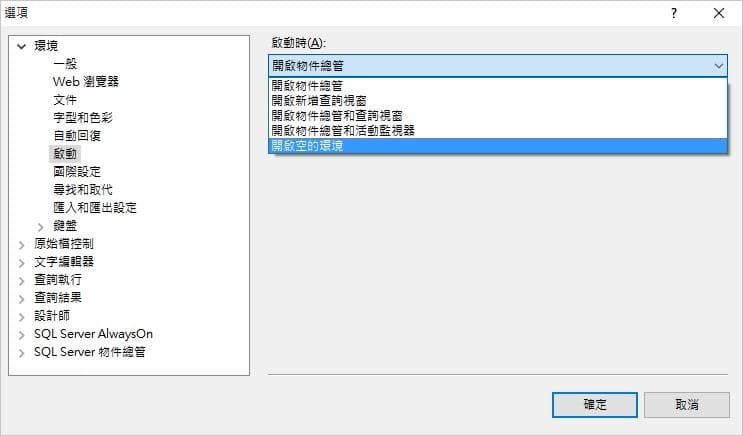 選項
?
環境
一般
Web 瀏覽器
文件
字型和色彩
自動回復
啟動
國際設定
尋找和取代
匯入和匯出設定
鍵盤
原始檔控制
文字編輯器
查詢執行
查詢結果
設計師
SQL Server AlwaysOn
SQL Server 物件總管
啟動時(A):
開啟物件總管
開啟物件總管
開啟新增查詢視窗
開啟物件總管和查詢視窗
開啟物件總管和活動監視器
開啟空的環境
確定
取消